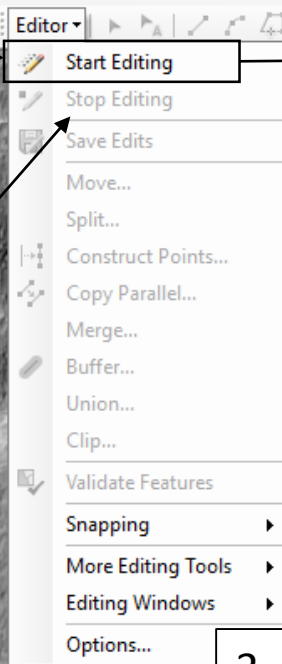 Editor
Start Editing
Stop Editing
Save Edits
Move...
Split...
Construct Points...
Copy Parallel...
Merge...
Buffer...
Union...
Clip...
Validate Features
Snapping
More Editing Tools
Editing Windows
Options...